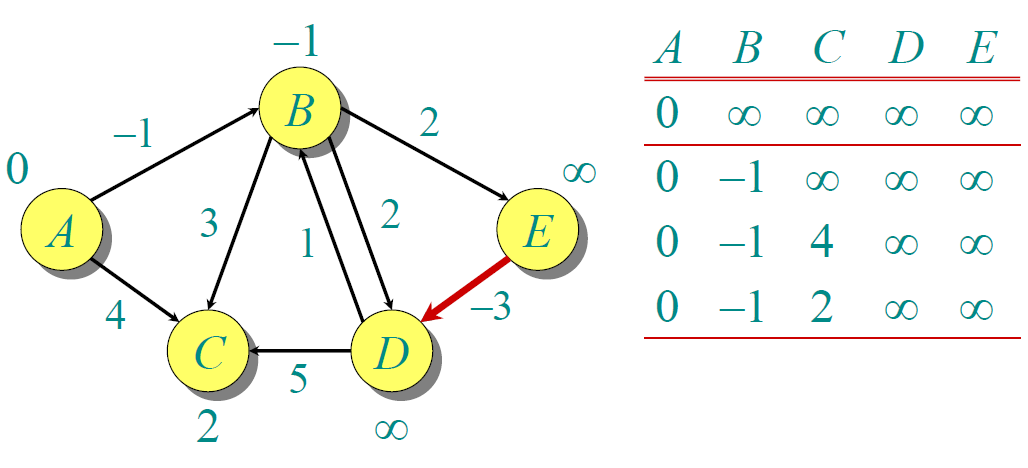 −1
B
−1
2
0
∞
A
3
2
1
E
4
−3
C
D
5
2
∞
A B C D E
0 ∞ ∞ ∞ ∞
0 −1 ∞ ∞ ∞
0 −1 4 ∞ ∞
0 −1 2 ∞ ∞